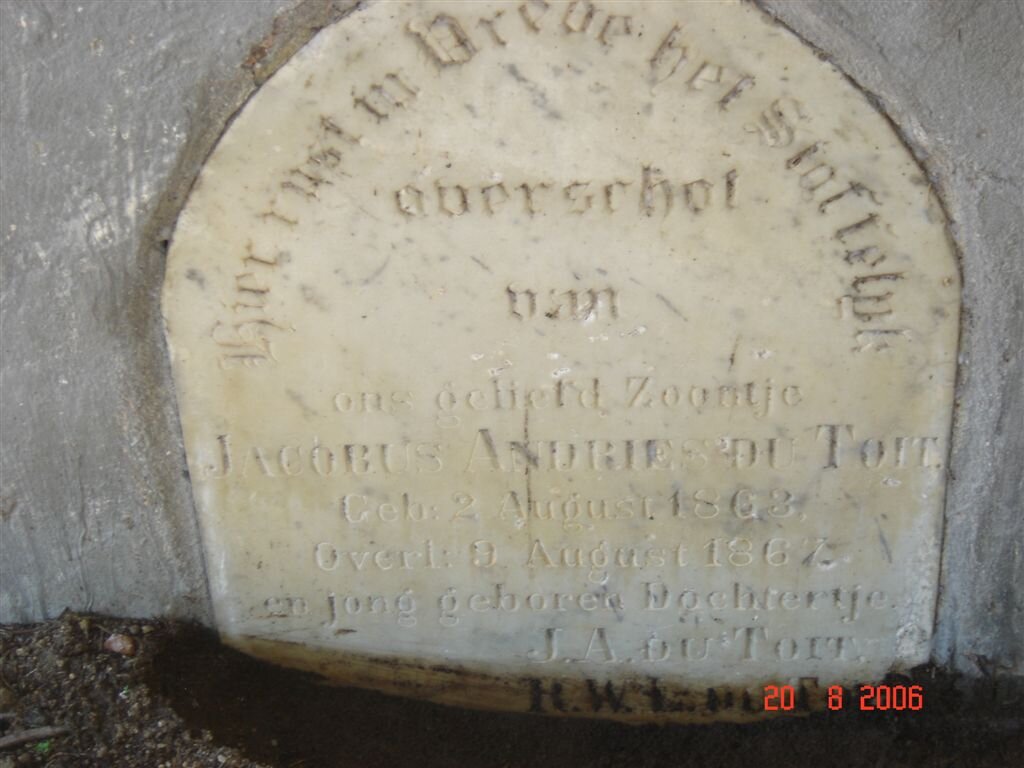 Hier rust in Vrede het Stoffelyk
overschot
van
ons geliefd Zoontje
JACOBUS ANDRIES DU TOIT.
Geb: 2 August 1863,
Overl: 9 August 1867.
en jong geboren Dochtertje.
J.A. DU TOIT.
20 8 2006